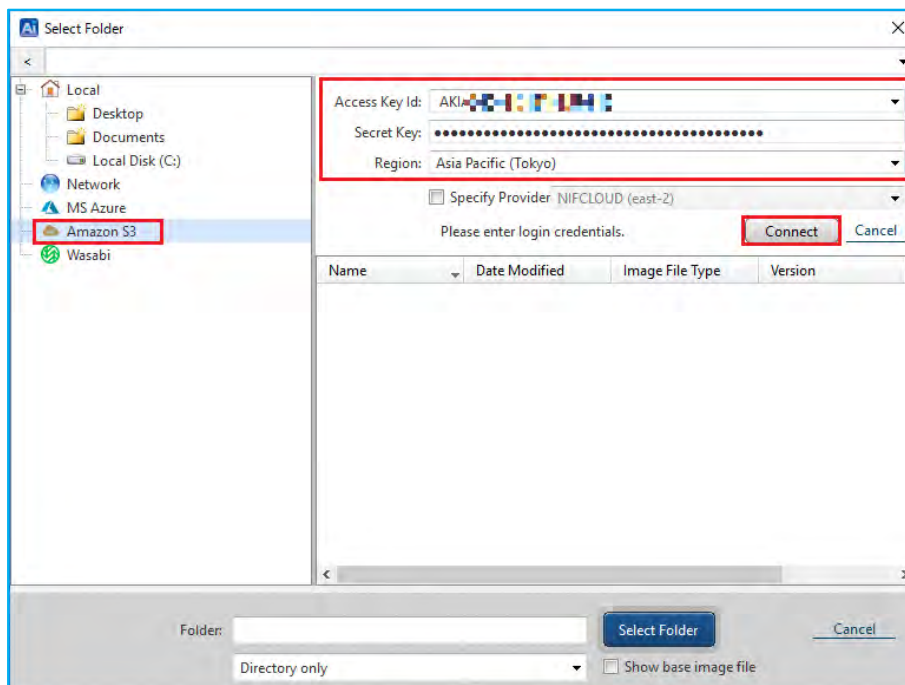 Ai Select Folder
<
Local
Desktop
Documents
Local Disk (C:)
Network
MS Azure
Amazon S3
Wasabi
Access Key Id: AKIA
Secret Key: ●●●●●●●●●●●●●●●●●●●●●●●●●●●●●●●●●●●●●●●●
Region: Asia Pacific (Tokyo)
Specify Provider NIFCLOUD (east-2)
Please enter login credentials. Connect Cancel
Name Date Modified Image File Type Version
Folder: Select Folder Cancel
Directory only Show base image file